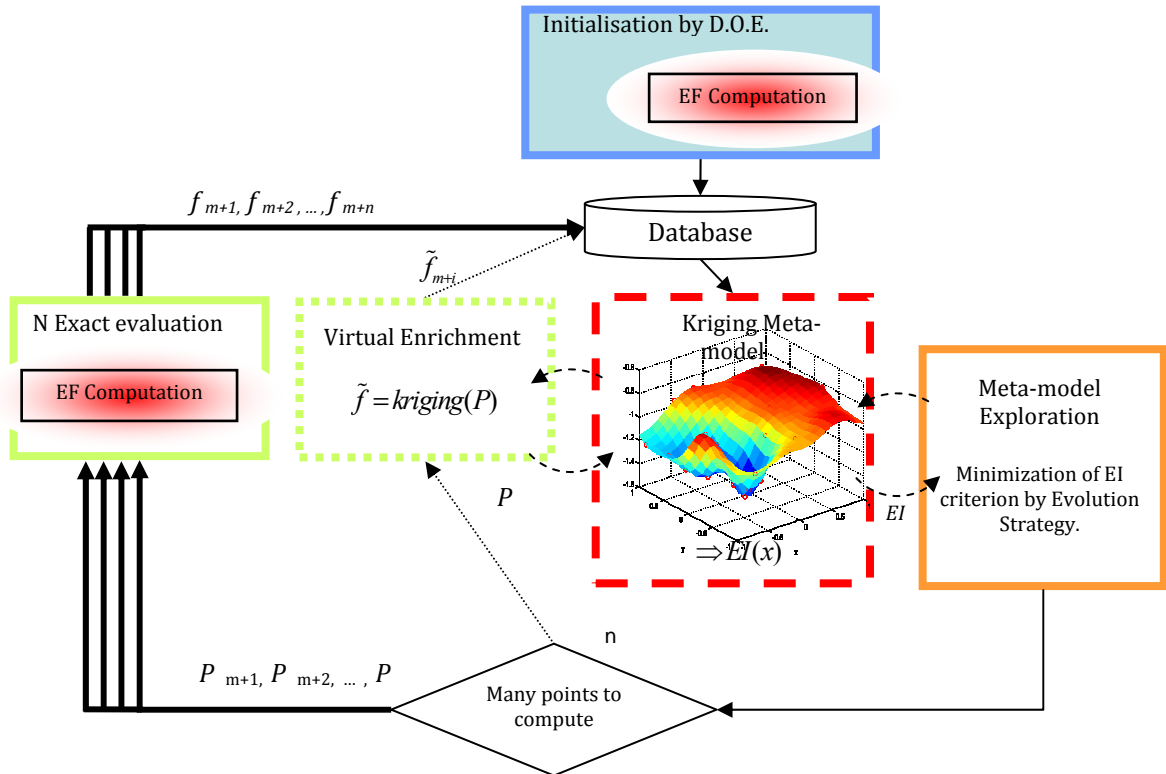 Initialisation by D.O.E.
EF Computation
f m+1, f m+2 , ... , f m+n
Database
f̃ m+i
N Exact evaluation
EF Computation
Virtual Enrichment
f̃ = kriging(P)
Kriging Meta-
model
⇒ EI(x)
Meta-model
Exploration
Minimization of EI
criterion by Evolution
Strategy.
EI
P
n
P m+1, P m+2, ... , P
Many points to
compute